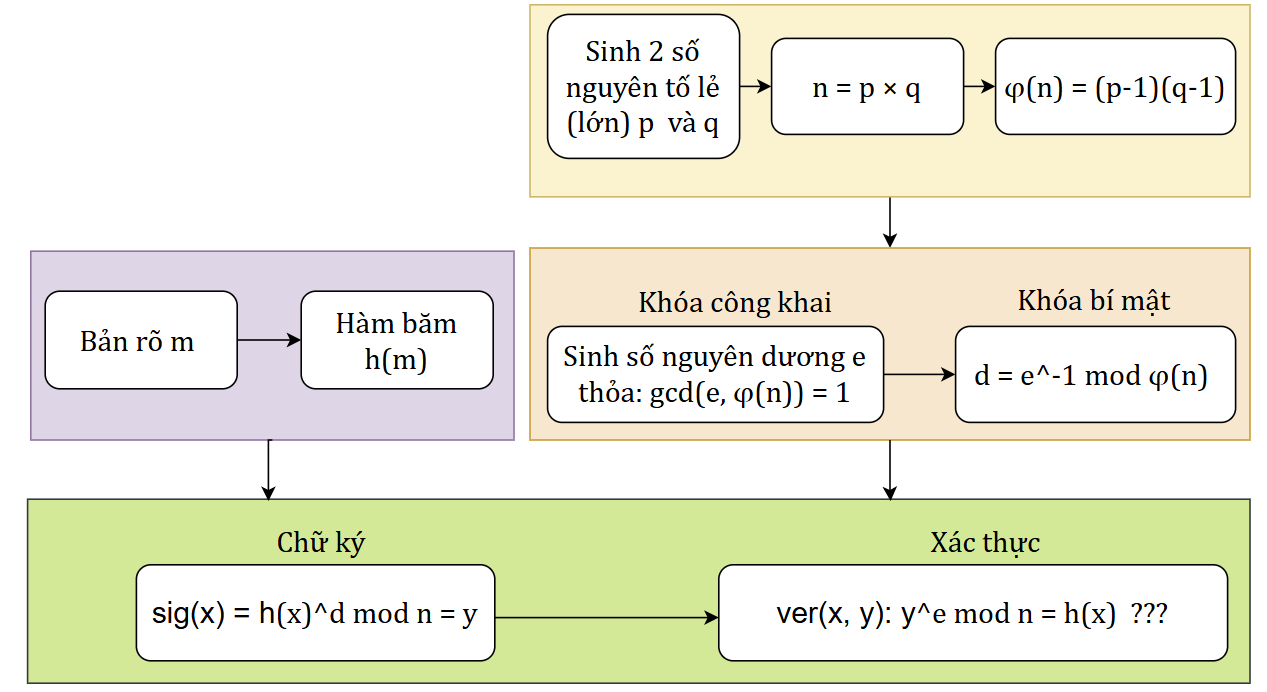 Sinh 2 số
nguyên tố lẻ
(lớn) p và q
n = p × q
φ(n) = (p-1)(q-1)
Bản rõ m
Hàm băm
h(m)
Khóa công khai
Sinh số nguyên dương e
thỏa: gcd(e, φ(n)) = 1
Khóa bí mật
d = e^-1 mod φ(n)
Chữ ký
sig(x) = h(x)^d mod n = y
Xác thực
ver(x, y): y^e mod n = h(x) ???